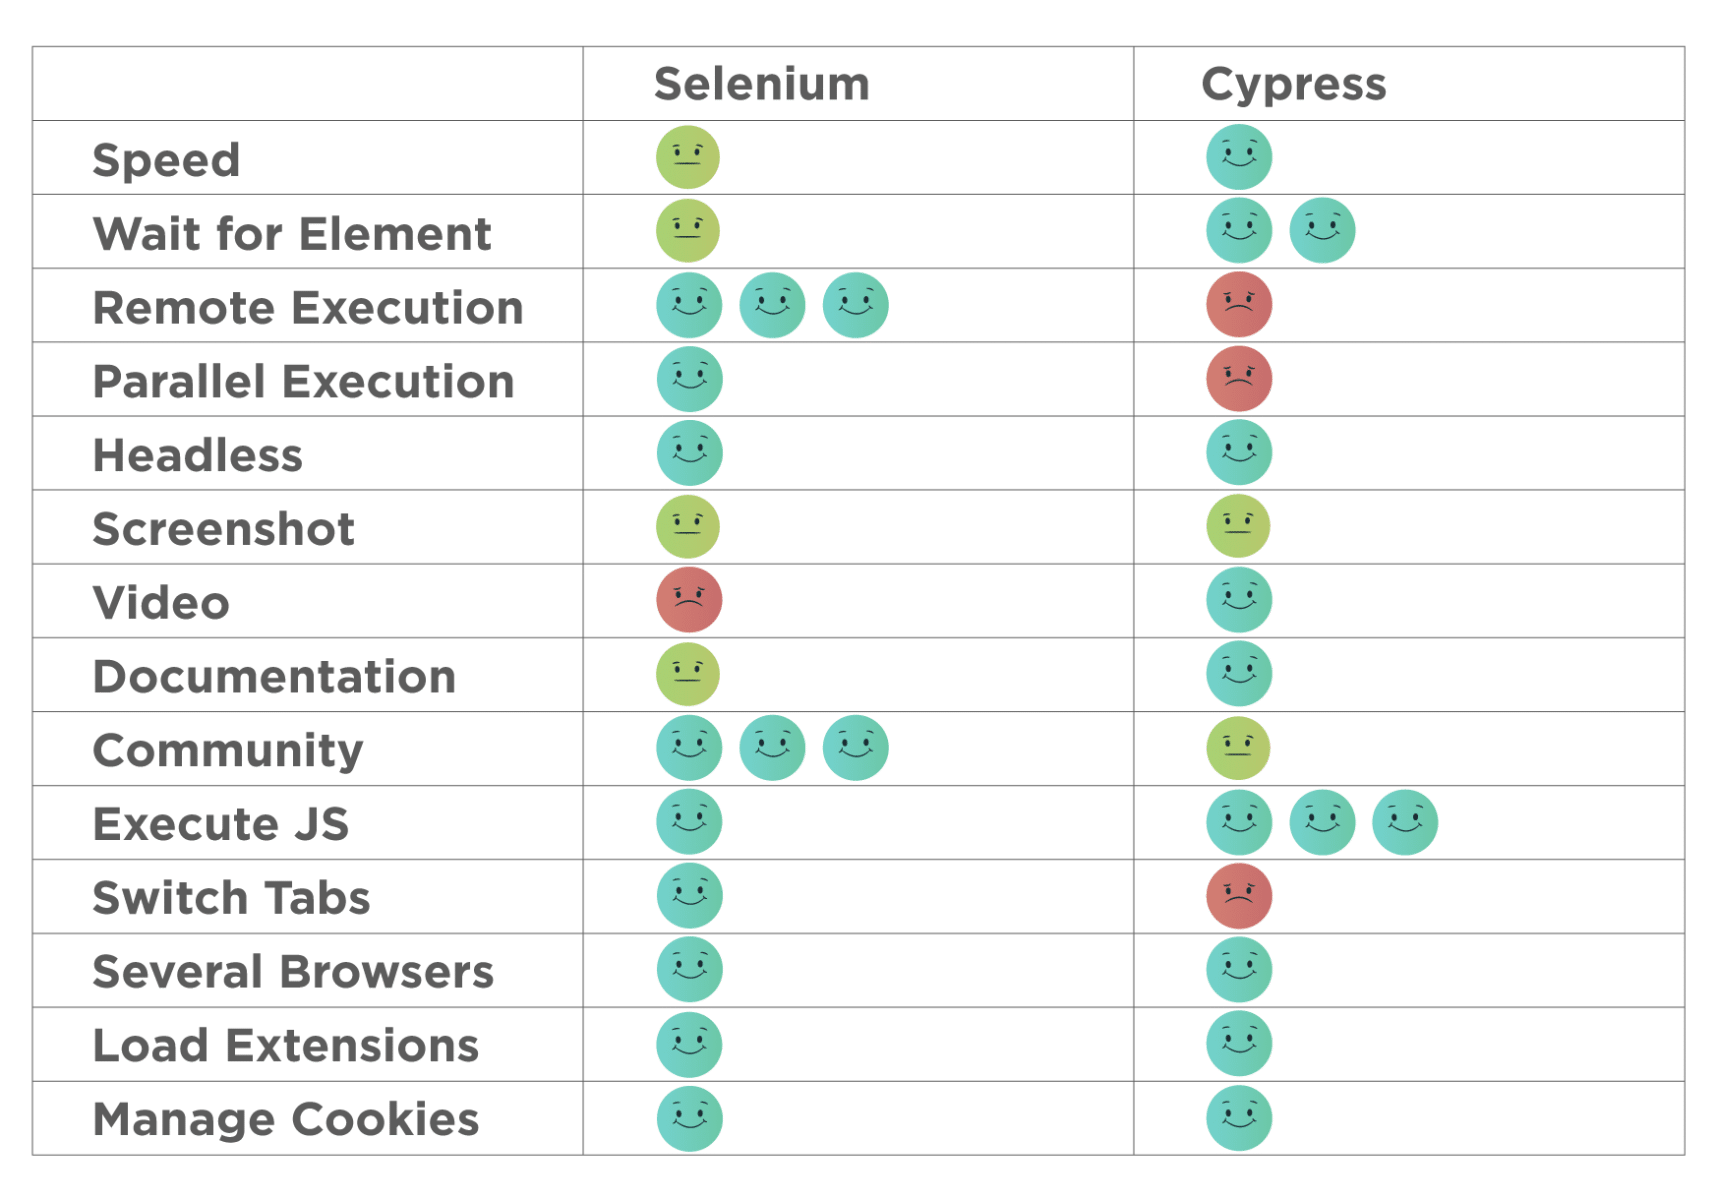 Selenium Cypress
Speed
Wait for Element
Remote Execution
Parallel Execution
Headless
Screenshot
Video
Documentation
Community
Execute JS
Switch Tabs
Several Browsers
Load Extensions
Manage Cookies